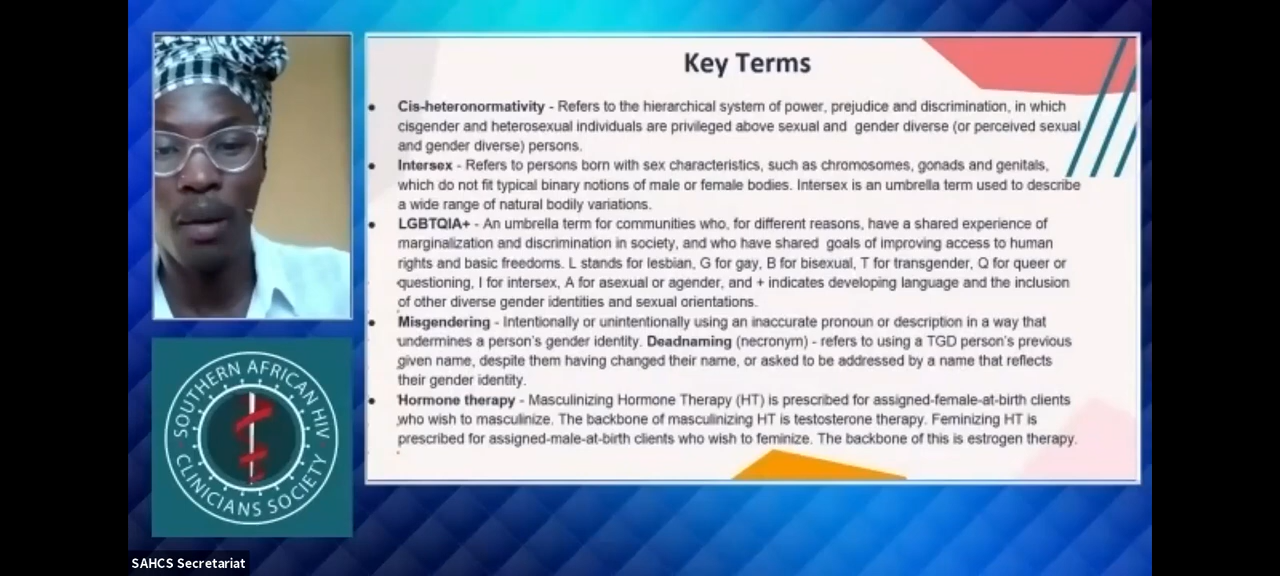 Key Terms
● Cis-heteronormativity - Refers to the hierarchical system of power, prejudice and discrimination, in which
cisgender and heterosexual individuals are privileged above sexual and gender diverse (or perceived sexual
and gender diverse) persons.
● Intersex - Refers to persons born with sex characteristics, such as chromosomes, gonads and genitals,
which do not fit typical binary notions of male or female bodies. Intersex is an umbrella term used to describe
a wide range of natural bodily variations.
● LGBTQIA+ - An umbrella term for communities who, for different reasons, have a shared experience of
marginalization and discrimination in society, and who have shared goals of improving access to human
rights and basic freedoms. L stands for lesbian, G for gay, B for bisexual, T for transgender, Q for queer or
questioning, I for intersex, A for asexual or agender, and + indicates developing language and the inclusion
of other diverse gender identities and sexual orientations.
● Misgendering - Intentionally or unintentionally using an inaccurate pronoun or description in a way that
undermines a person's gender identity. Deadnaming (necronym) - refers to using a TGD person's previous
given name, despite them having changed their name, or asked to be addressed by a name that reflects
their gender identity.
● Hormone therapy - Masculinizing Hormone Therapy (HT) is prescribed for assigned-female-at-birth clients
who wish to masculinize. The backbone of masculinizing HT is testosterone therapy. Feminizing HT is
prescribed for assigned-male-at-birth clients who wish to feminize. The backbone of this is estrogen therapy.
SOUTHERN AFRICAN HIV
CLINICIANS SOCIETY
SAHCS Secretariat